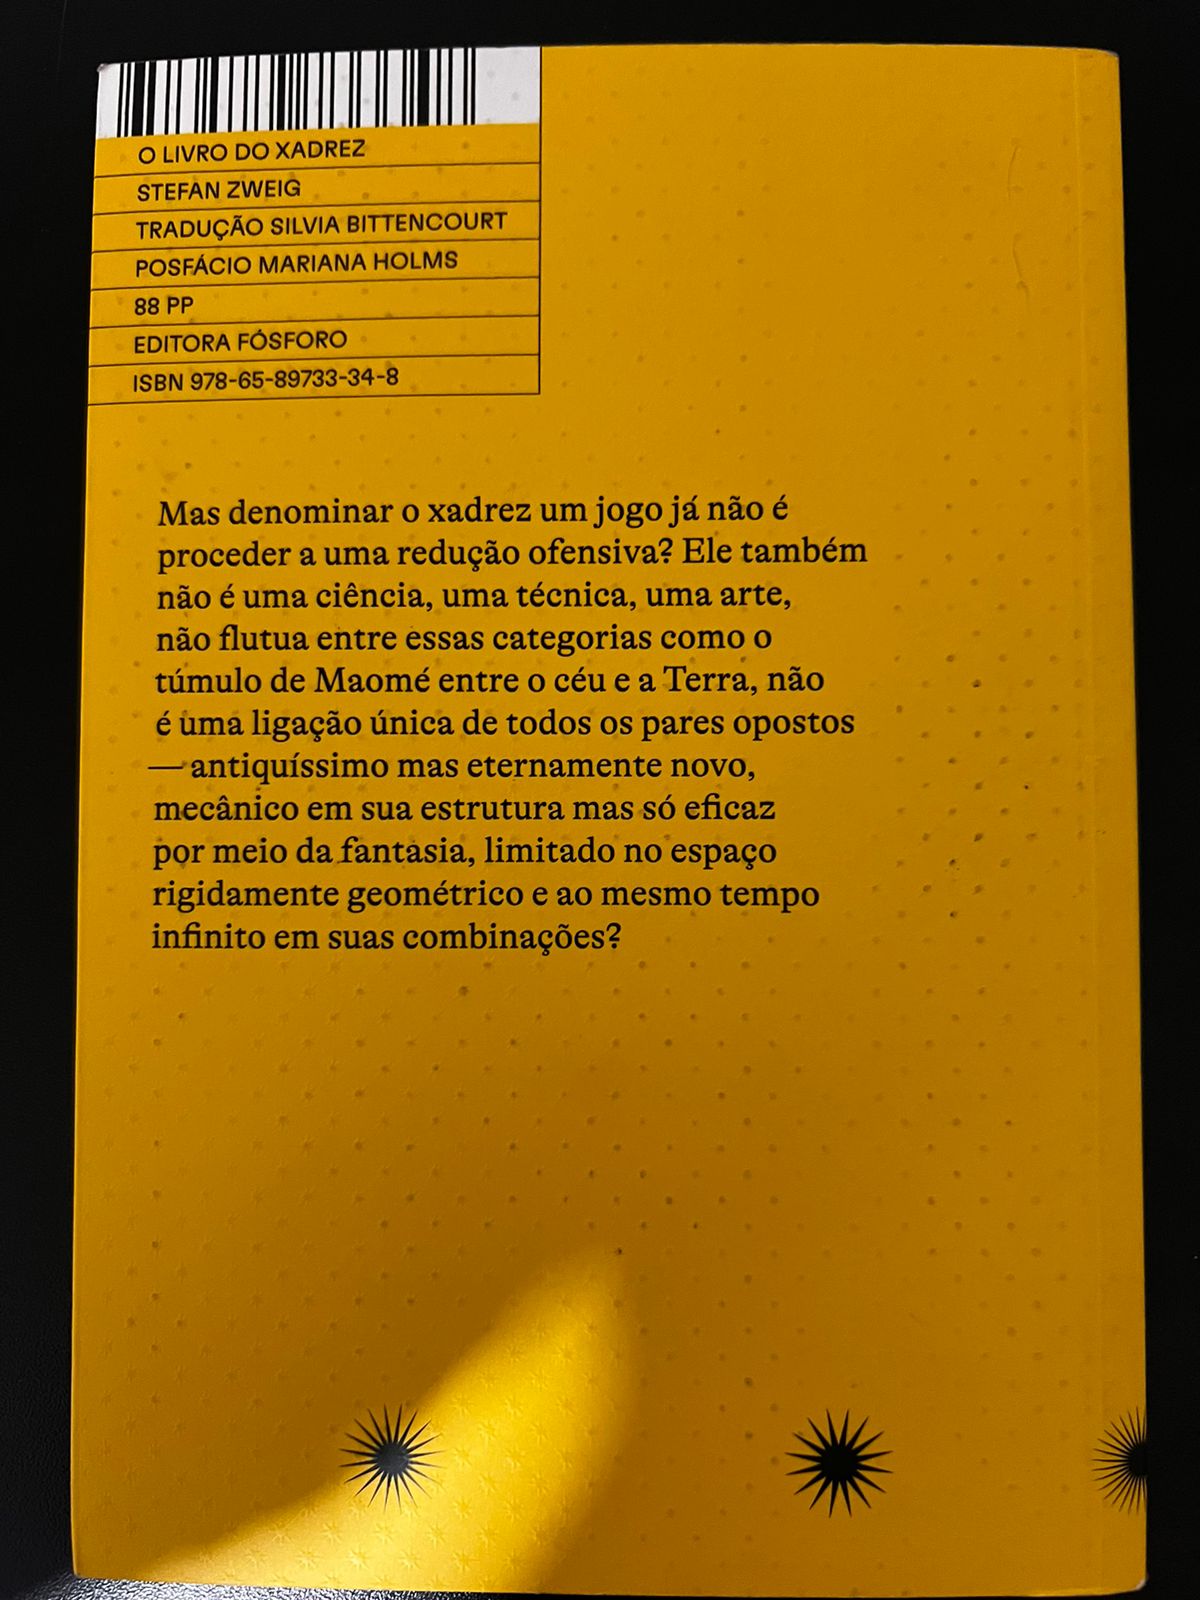 O LIVRO DO XADREZ
STEFAN ZWEIG
TRADUÇÃO SILVIA BITTENCOURT
POSFÁCIO MARIANA HOLMS
88 PP
EDITORA FÓSFORO
ISBN 978-65-89733-34-8
Mas denominar o xadrez um jogo já não é
proceder a uma redução ofensiva? Ele também
não é uma ciência, uma técnica, uma arte,
não flutua entre essas categorias como o
túmulo de Maomé entre o céu e a Terra, não
é uma ligação única de todos os pares opostos
— antiquíssimo mas eternamente novo,
mecânico em sua estrutura mas só eficaz
por meio da fantasia, limitado no espaço
rigidamente geométrico e ao mesmo tempo
infinito em suas combinações?